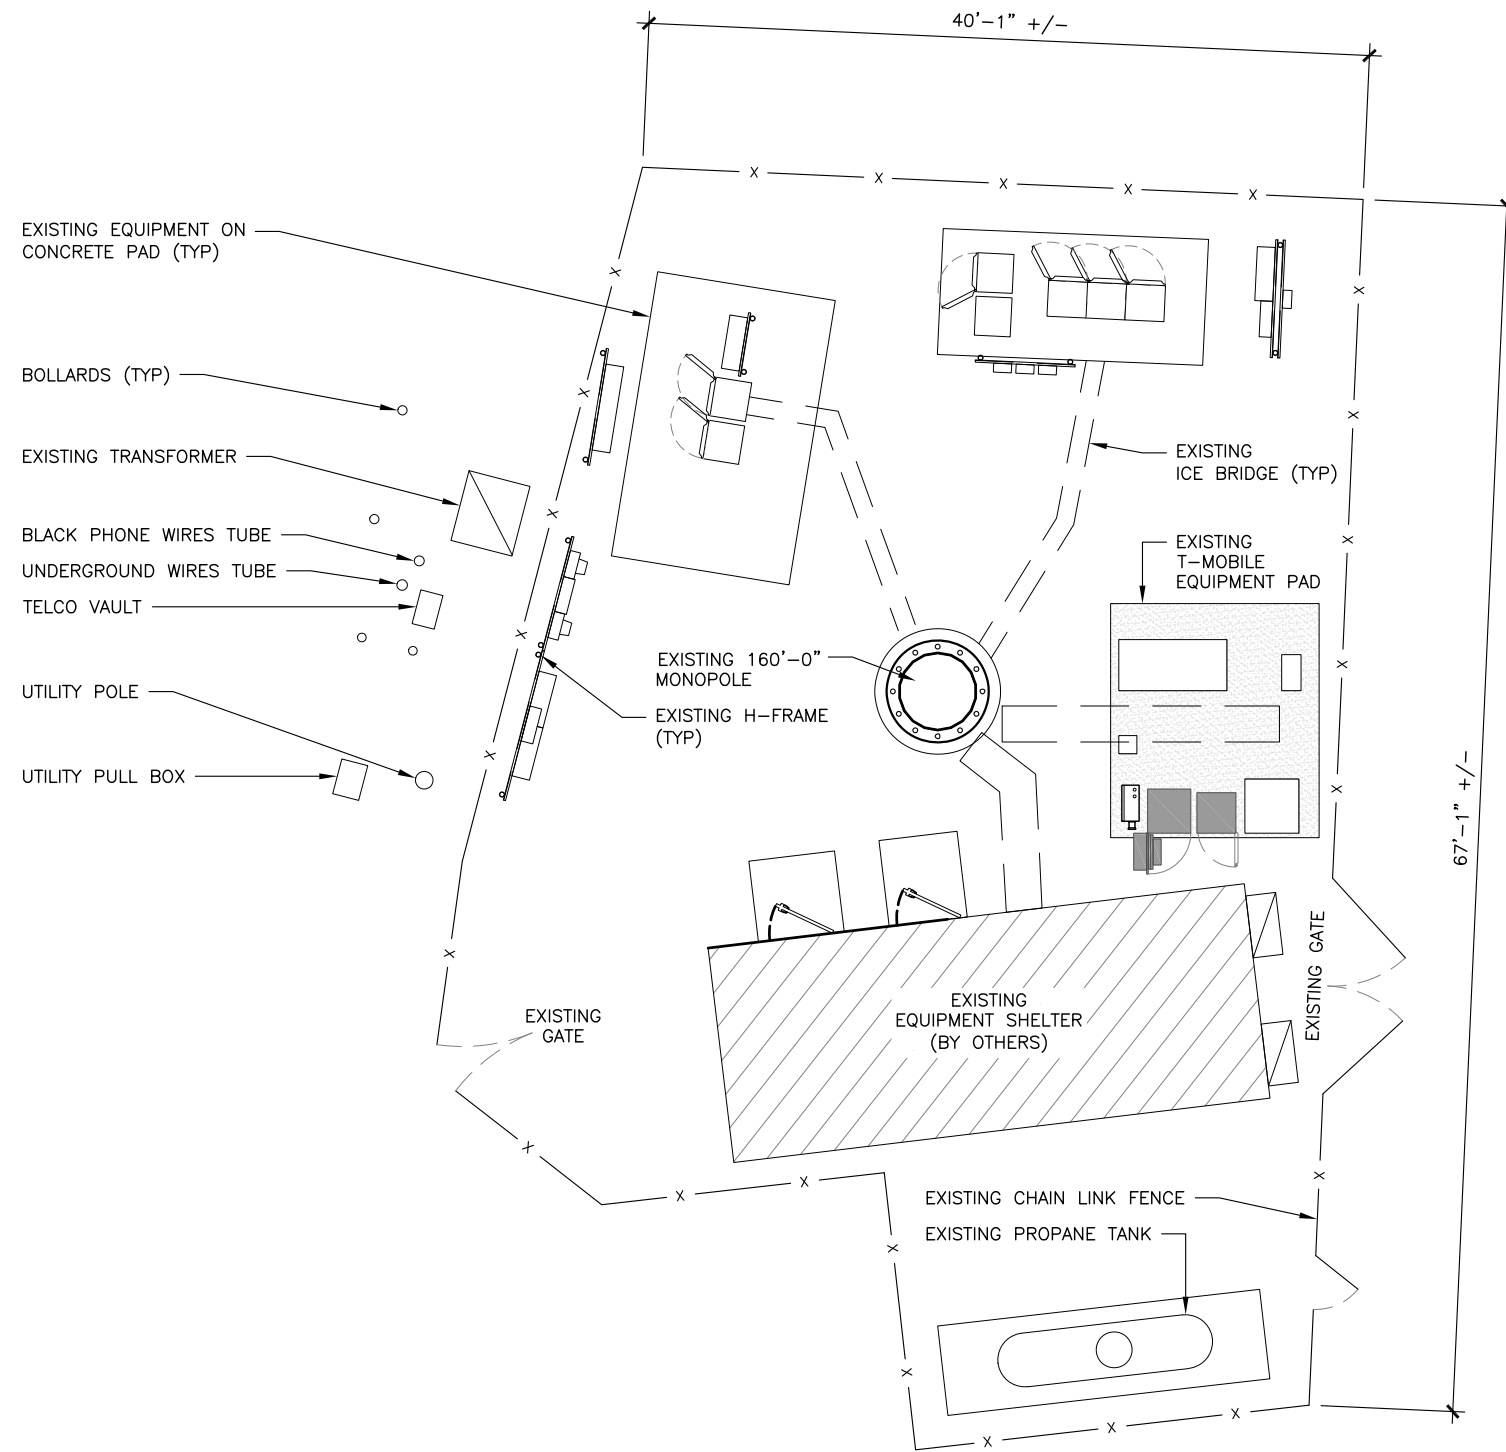 40'-1" +/-
EXISTING EQUIPMENT ON
CONCRETE PAD (TYP)
BOLLARDS (TYP)
EXISTING TRANSFORMER
BLACK PHONE WIRES TUBE
UNDERGROUND WIRES TUBE
TELCO VAULT
UTILITY POLE
UTILITY PULL BOX
EXISTING
ICE BRIDGE (TYP)
EXISTING
T-MOBILE
EQUIPMENT PAD
EXISTING 160'-0"
MONOPOLE
EXISTING H-FRAME
(TYP)
67'-1" +/-
EXISTING GATE
EXISTING
GATE
EXISTING
EQUIPMENT SHELTER
(BY OTHERS)
EXISTING CHAIN LINK FENCE
EXISTING PROPANE TANK